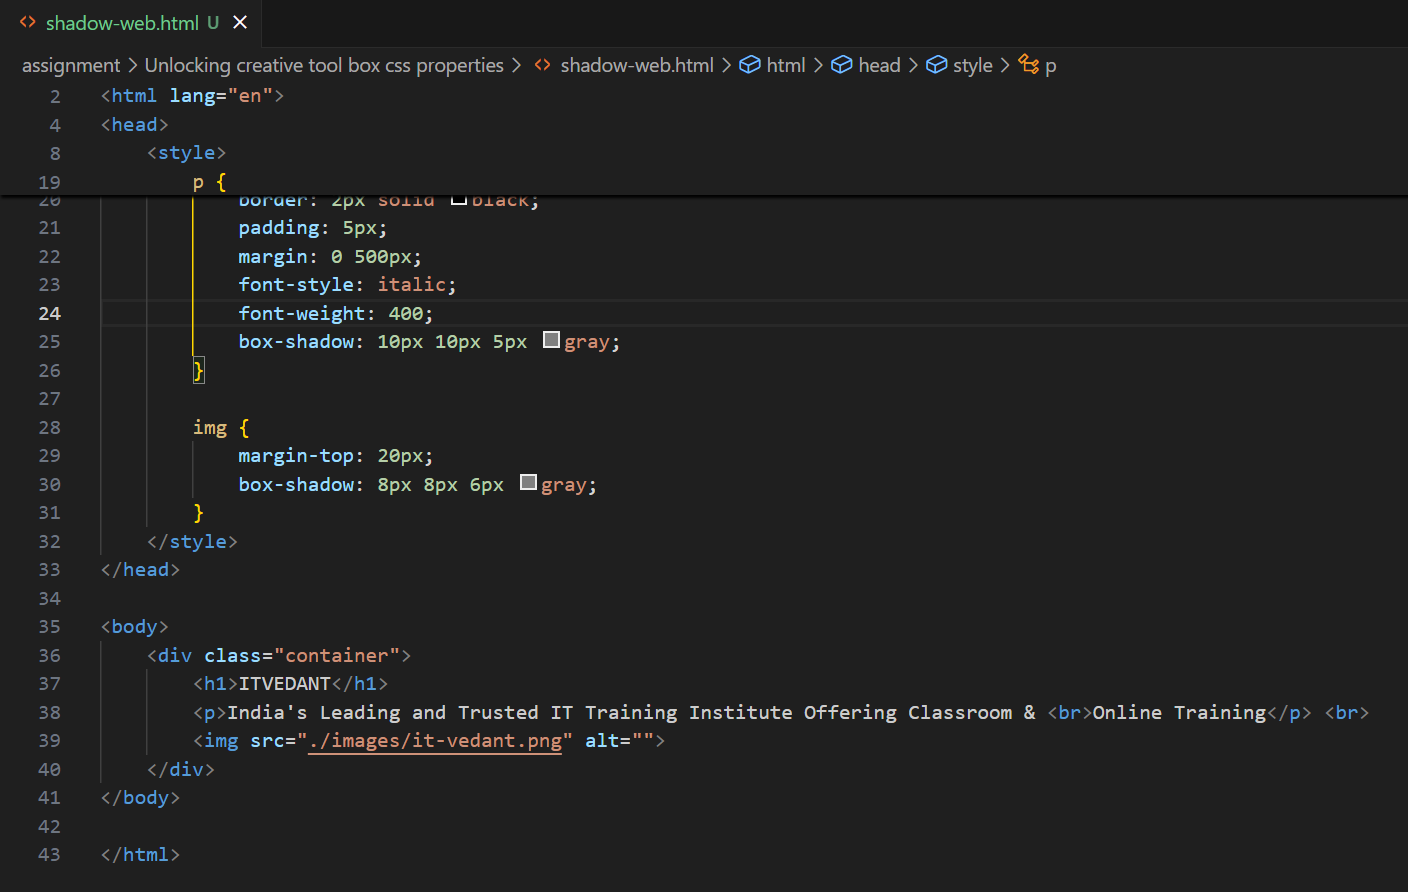 shadow-web.html U
assignment > Unlocking creative tool box css properties > shadow-web.html > html > head > style > p
2 <html lang="en">
4 <head>
8 <style>
19 p {
20 border: 2px solid black;
21 padding: 5px;
22 margin: 0 500px;
23 font-style: italic;
24 font-weight: 400;
25 box-shadow: 10px 10px 5px gray;
26 }
27
28 img {
29 margin-top: 20px;
30 box-shadow: 8px 8px 6px gray;
31 }
32 </style>
33 </head>
34
35 <body>
36 <div class="container">
37 <h1>ITVEDANT</h1>
38 <p>India's Leading and Trusted IT Training Institute Offering Classroom & <br>Online Training</p> <br>
39 <img src="./images/it-vedant.png" alt="">
40 </div>
41 </body>
42
43 </html>